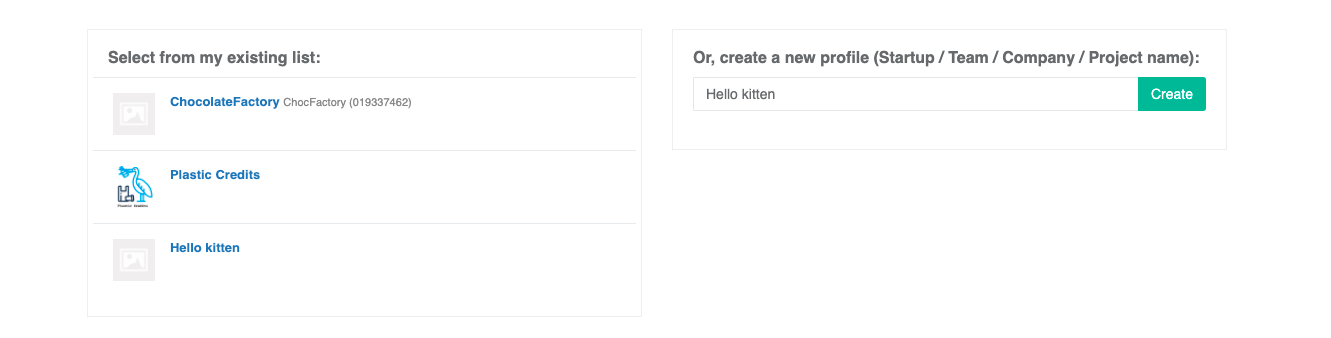 Select from my existing list:
ChocolateFactory ChocFactory (019337462)
Plastic Credits
Plastic Credits
Hello kitten
Or, create a new profile (Startup / Team / Company / Project name):
Hello kitten
Create